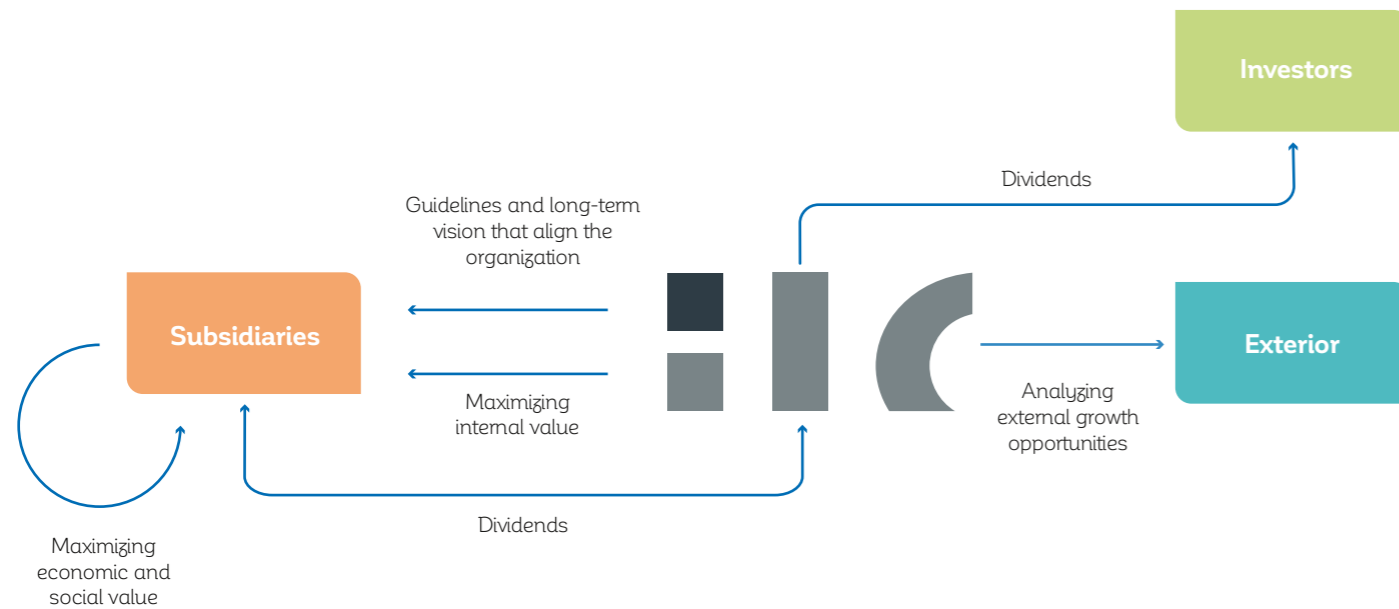 Investors
Dividends
Guidelines and long-term
vision that align the
organization
Subsidiaries
Exterior
Maximizing
internal value
Analyzing
external growth
opportunities
Dividends
Maximizing
economic and
social value